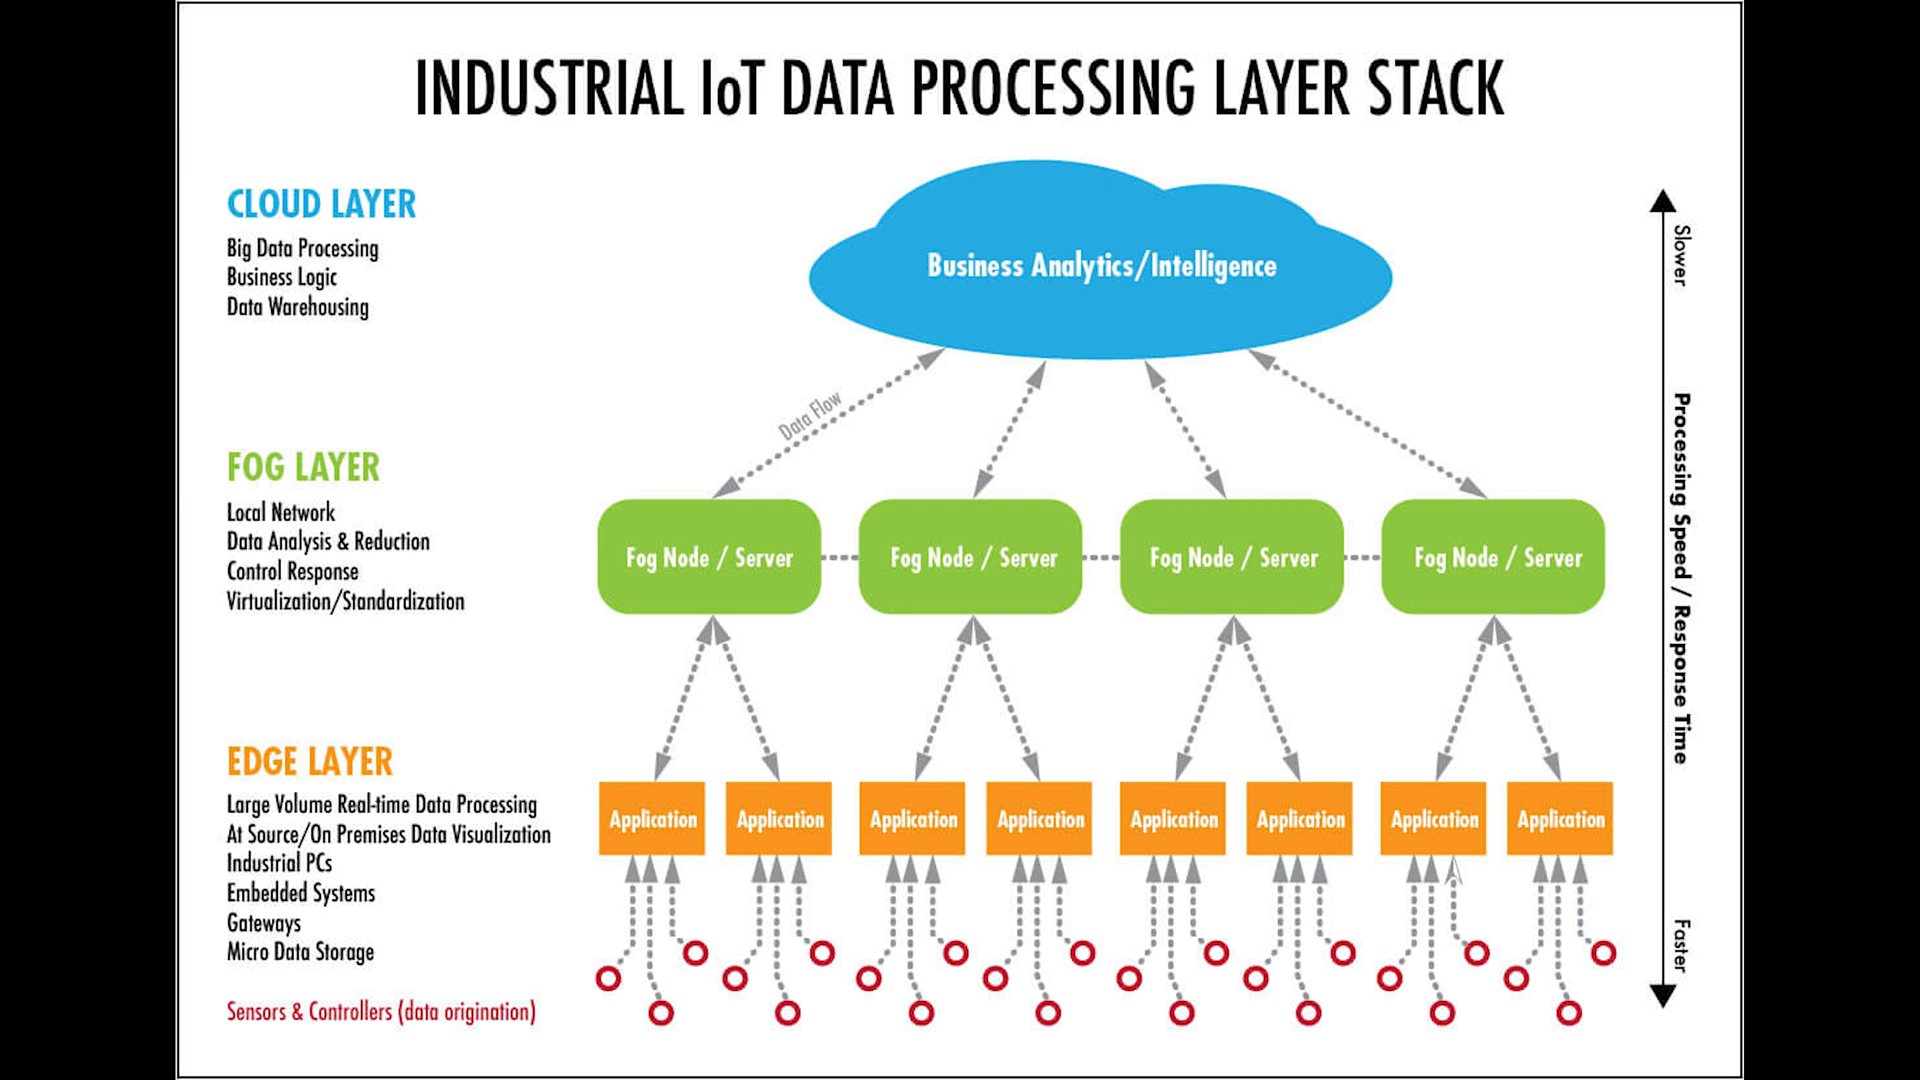 INDUSTRIAL IoT DATA PROCESSING LAYER STACK
CLOUD LAYER
Big Data Processing
Business Logic
Data Warehousing
Business Analytics/Intelligence
Slower
Data Flow
Processing Speed / Response Time
FOG LAYER
Local Network
Data Analysis & Reduction
Control Response
Virtualization/Standardization
Fog Node / Server
Fog Node / Server
Fog Node / Server
Fog Node / Server
EDGE LAYER
Large Volume Real-time Data Processing
At Source/On Premises Data Visualization
Industrial PCs
Embedded Systems
Gateways
Micro Data Storage
Application
Application
Application
Application
Application
Application
Application
Application
Faster
Sensors & Controllers (data origination)